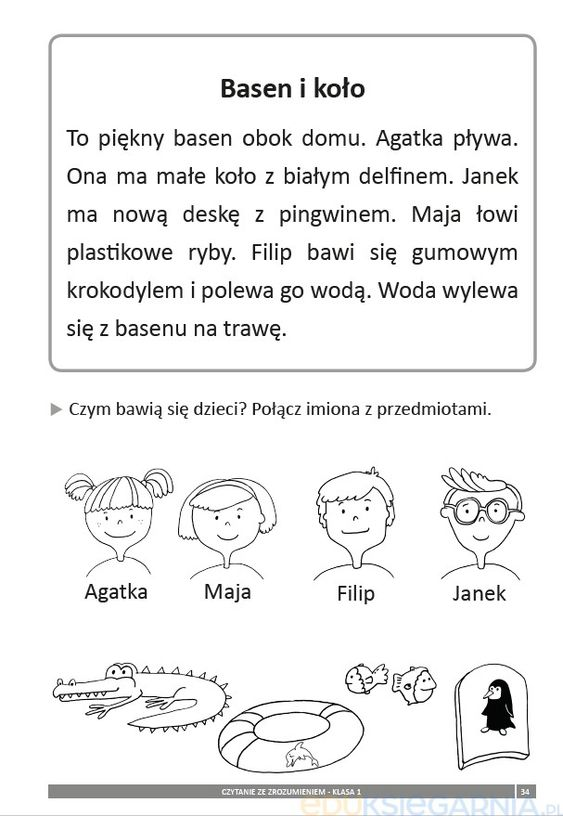 Basen i koło
To piękny basen obok domu. Agatka pływa.
Ona ma małe koło z białym delfinem. Janek
ma nową deskę z pingwinem. Maja łowi
plastikowe ryby. Filip bawi się gumowym
krokodylem i polewa go wodą. Woda wylewa
się z basenu na trawę.
▶ Czym bawią się dzieci? Połącz imiona z przedmiotami.
Agatka Maja Filip Janek
CZYTANIE ZE ZROZUMIENIEM - KLASA 1 34
eduksięgarnia.pl